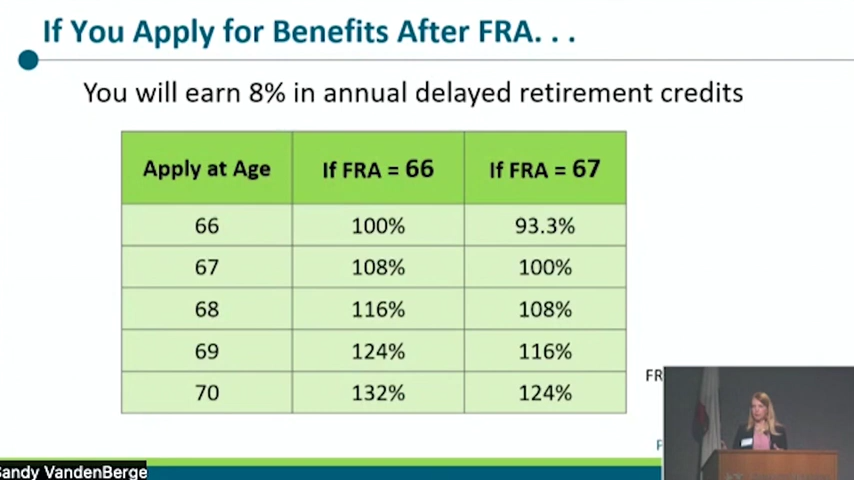 If You Apply for Benefits After FRA. . .
You will earn 8% in annual delayed retirement credits
Apply at Age If FRA = 66 If FRA = 67
66 100% 93.3%
67 108% 100%
68 116% 108%
69 124% 116%
70 132% 124%
FR
Sandy VandenBerge